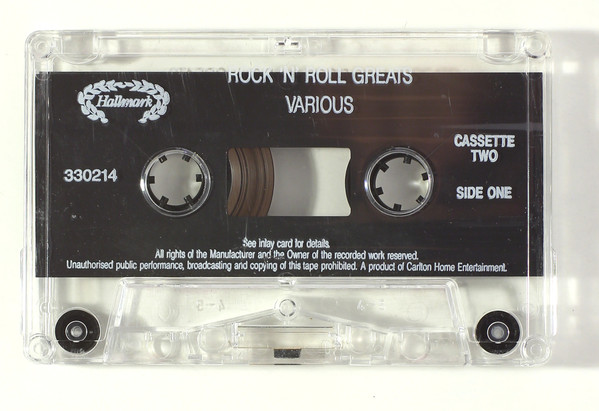 ROCK 'N' ROLL GREATS
VARIOUS
Hallmark
CASSETTE
TWO
330214
SIDE ONE
See inlay card for details.
All rights of the Manufacturer and the Owner of the recorded work reserved.
Unauthorised public performance, broadcasting and copying of this tape prohibited. A product of Carlton Home Entertainment.